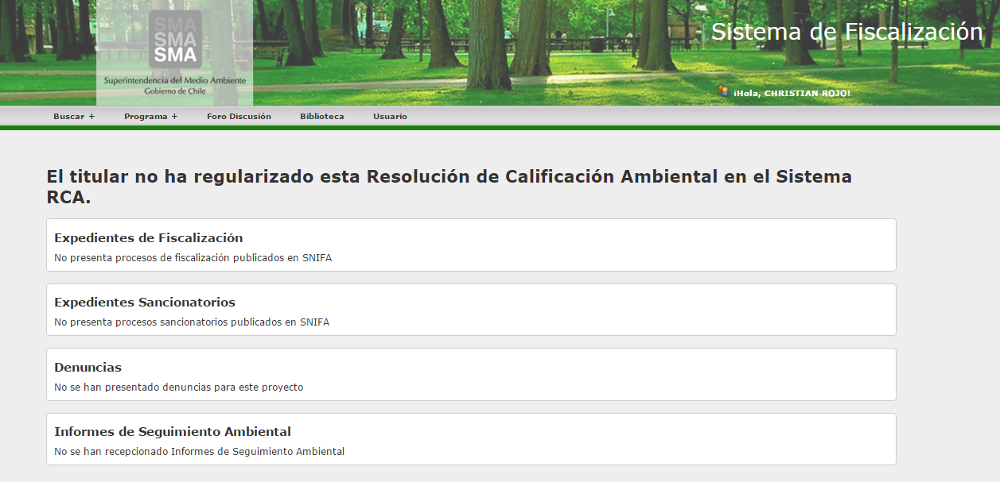 SMA
SMA
SMA
Superintendencia del Medio Ambiente
Gobierno de Chile
Sistema de Fiscalización
¡Hola, CHRISTIAN ROJO!
Buscar + Programa + Foro Discusión Biblioteca Usuario
El titular no ha regularizado esta Resolución de Calificación Ambiental en el Sistema
RCA.
Expedientes de Fiscalización
No presenta procesos de fiscalización publicados en SNIFA
Expedientes Sancionatorios
No presenta procesos sancionatorios publicados en SNIFA
Denuncias
No se han presentado denuncias para este proyecto
Informes de Seguimiento Ambiental
No se han recepcionado Informes de Seguimiento Ambiental